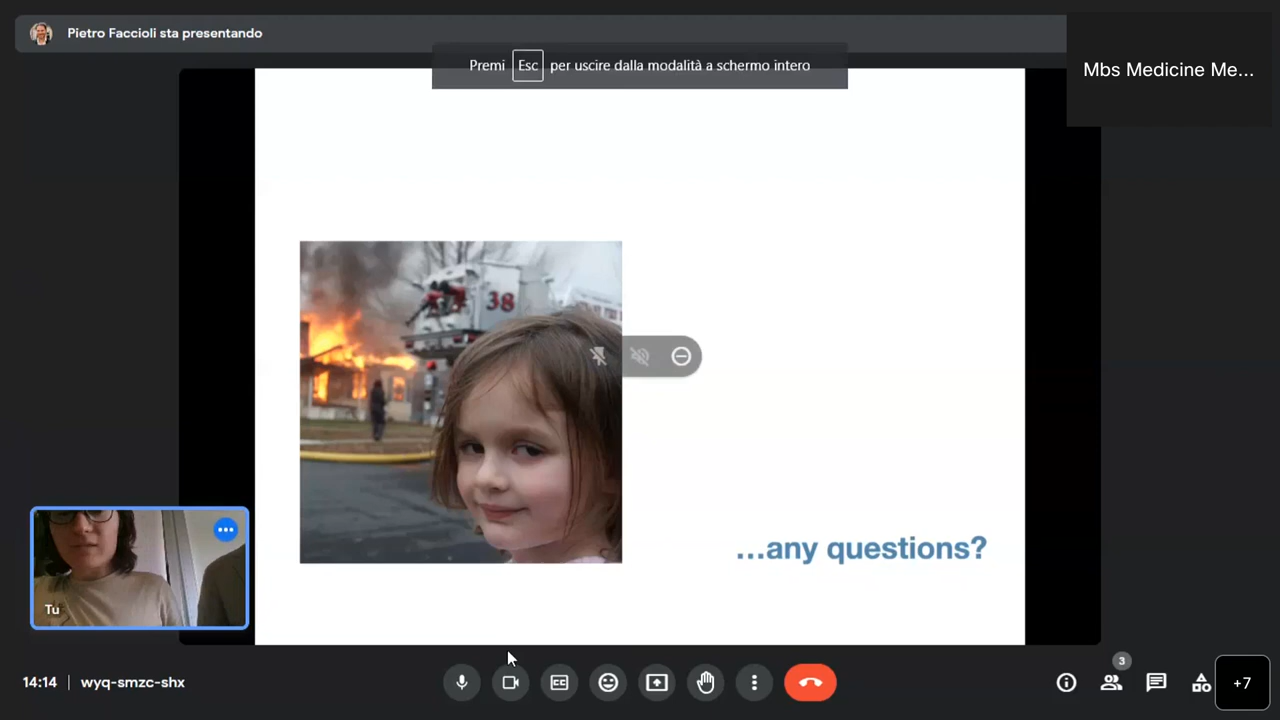 Pietro Faccioli sta presentando
Premi Esc per uscire dalla modalità a schermo intero
Mbs Medicine Me...
38
...any questions?
Tu
14:14 | wyq-smzc-shx
3
+7